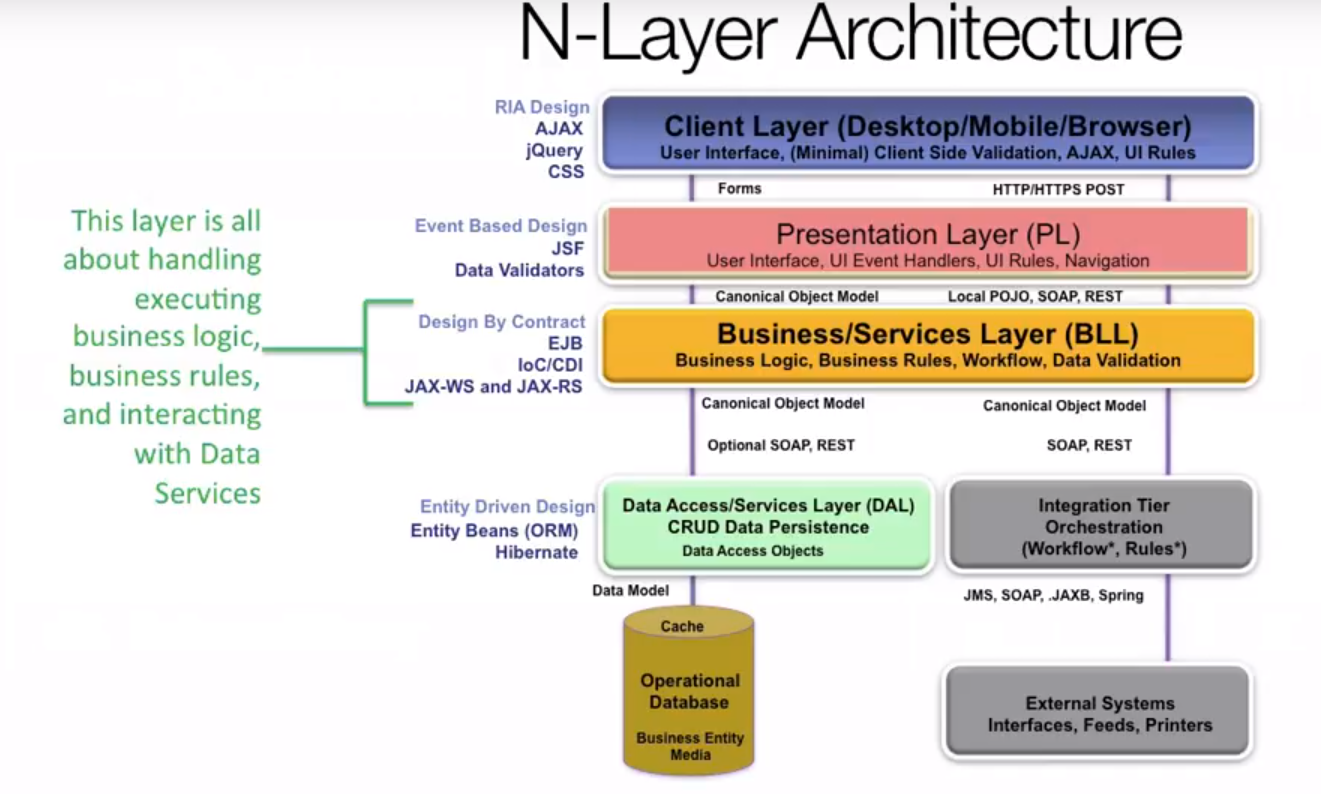 N-Layer Architecture
RIA Design
AJAX
jQuery
CSS
Client Layer (Desktop/Mobile/Browser)
User Interface, (Minimal) Client Side Validation, AJAX, UI Rules
Forms
HTTP/HTTPS POST
This layer is all
about handling
executing
business logic,
business rules,
and interacting
with Data
Services
Event Based Design
JSF
Data Validators
Presentation Layer (PL)
User Interface, UI Event Handlers, UI Rules, Navigation
Canonical Object Model
Local POJO, SOAP, REST
Design By Contract
EJB
IoC/CDI
JAX-WS and JAX-RS
Business/Services Layer (BLL)
Business Logic, Business Rules, Workflow, Data Validation
Canonical Object Model
Canonical Object Model
Optional SOAP, REST
SOAP, REST
Entity Driven Design
Entity Beans (ORM)
Hibernate
Data Access/Services Layer (DAL)
CRUD Data Persistence
Data Access Objects
Integration Tier
Orchestration
(Workflow*, Rules*)
Data Model
JMS, SOAP, .JAXB, Spring
Cache
Operational
Database
Business Entity
Media
External Systems
Interfaces, Feeds, Printers